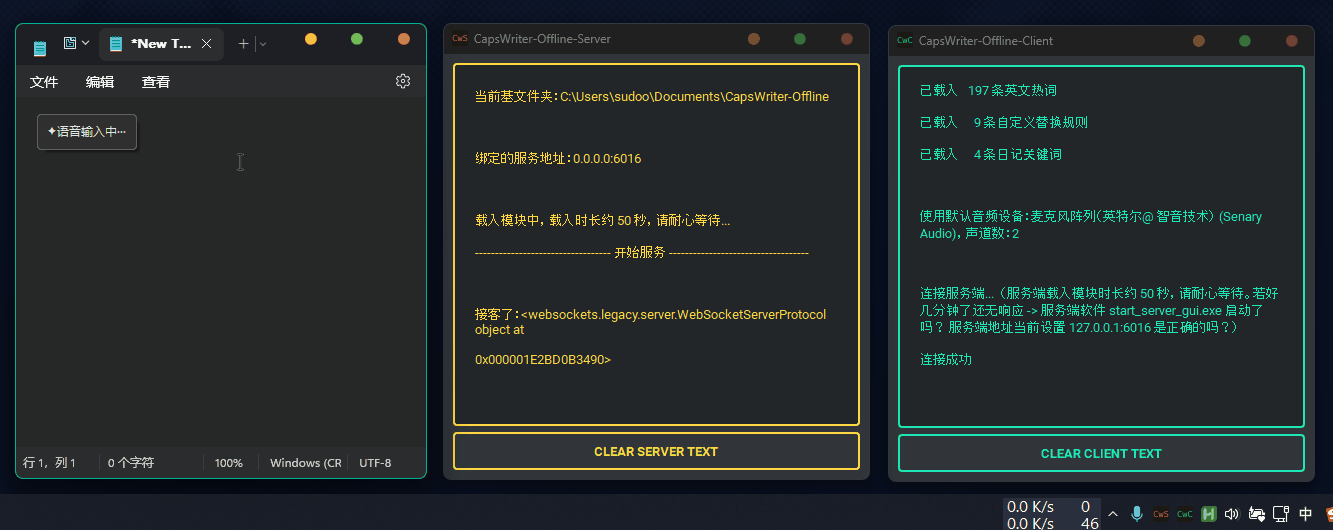 *New T...
文件 编辑 查看
✦语音输入中···
行 1，列 1 0 个字符 100% Windows (CR UTF-8
CwS CapsWriter-Offline-Server
当前基文件夹：C:\Users\sudoo\Documents\CapsWriter-Offline
绑定的服务地址：0.0.0.0:6016
载入模块中，载入时长约 50 秒，请耐心等待...
---------------------------------- 开始服务 -----------------------------------
接客了：<websockets.legacy.server.WebSocketServerProtocol
object at
0x000001E2BD0B3490>
CLEAR SERVER TEXT
CwC CapsWriter-Offline-Client
已载入 197 条英文热词
已载入 9 条自定义替换规则
已载入 4 条日记关键词
使用默认音频设备：麦克风阵列（英特尔@ 智音技术） (Senary
Audio)，声道数：2
连接服务端...（服务端载入模块时长约 50 秒，请耐心等待。若好
几分钟了还无响应 -> 服务端软件 start_server_gui.exe 启动了
吗？ 服务端地址当前设置 127.0.0.1:6016 是正确的吗？）
连接成功
CLEAR CLIENT TEXT
0.0 K/s 0
0.0 K/s 46
CwS CwC H 中